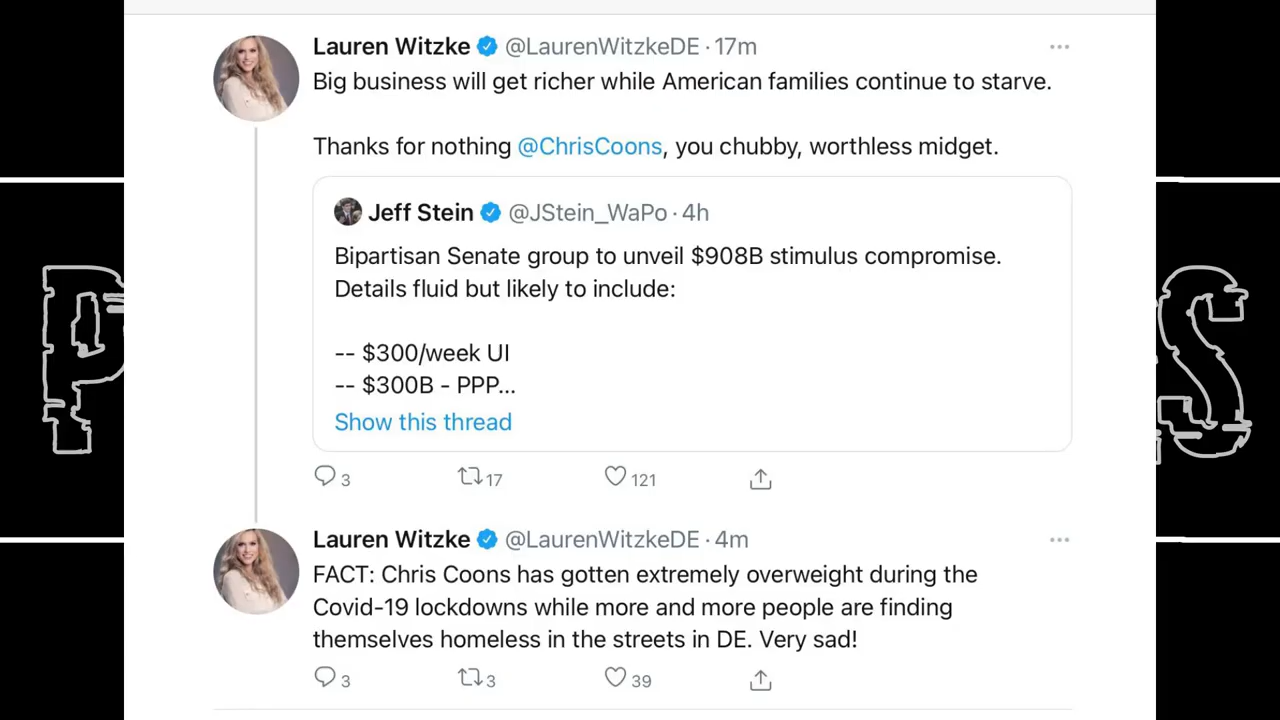 Lauren Witzke @LaurenWitzkeDE · 17m
Big business will get richer while American families continue to starve.
Thanks for nothing @ChrisCoons, you chubby, worthless midget.
Jeff Stein @JStein_WaPo · 4h
Bipartisan Senate group to unveil $908B stimulus compromise.
Details fluid but likely to include:
-- $300/week UI
-- $300B - PPP...
Show this thread
3 17 121
Lauren Witzke @LaurenWitzkeDE · 4m
FACT: Chris Coons has gotten extremely overweight during the
Covid-19 lockdowns while more and more people are finding
themselves homeless in the streets in DE. Very sad!
3 3 39
P S